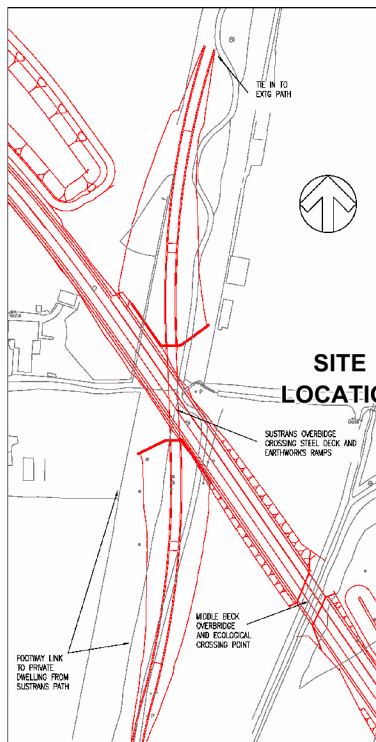 TIE IN TO
EXTG PATH
SITE
LOCATIO
SUSTRANS OVERBRIDGE
CROSSING STEEL DECK AND
EARTHWORKS RAMPS
MIDDLE BECK
OVERBRIDGE
AND ECOLOGICAL
CROSSING POINT
FOOTWAY LINK
TO PRIVATE
DWELLING FROM
SUSTRANS PATH